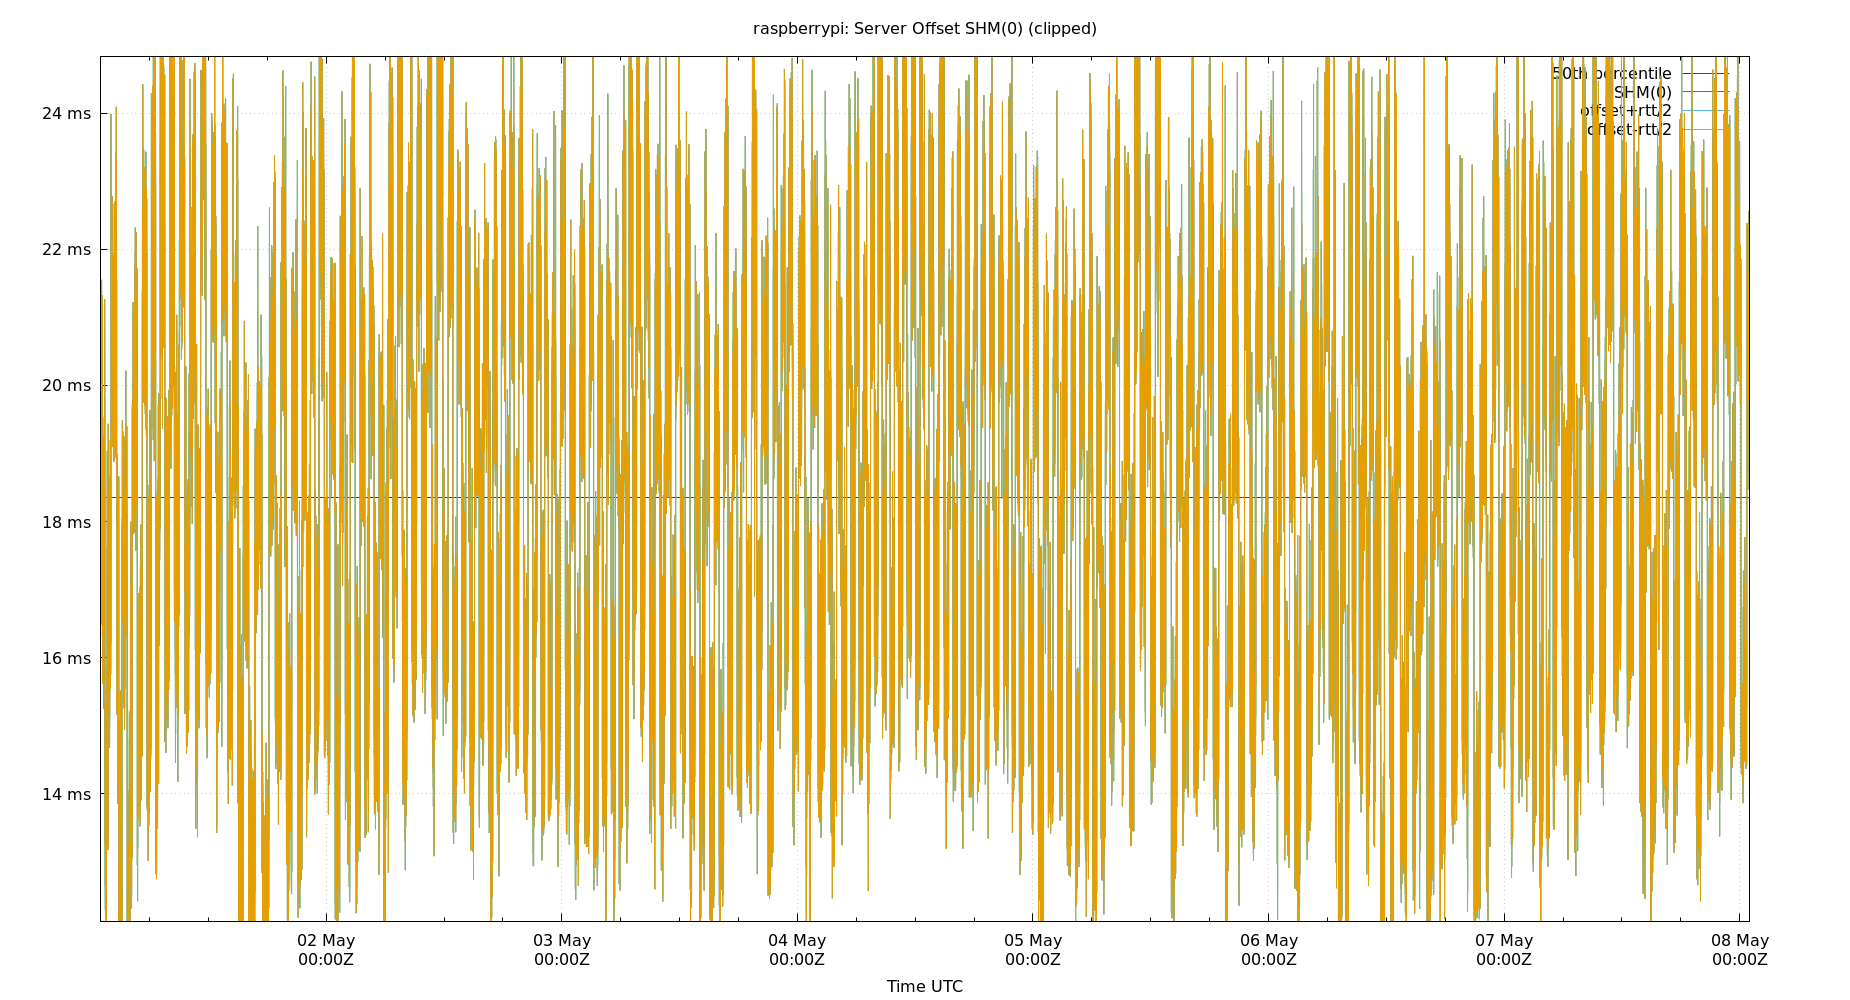 raspberrypi: Server Offset SHM(0) (clipped)
50th percentile
SHM(0)
offset+rtt/2
offset-rtt/2
24 ms
22 ms
20 ms
18 ms
16 ms
14 ms
02 May
00:00Z
03 May
00:00Z
04 May
00:00Z
05 May
00:00Z
06 May
00:00Z
07 May
00:00Z
08 May
00:00Z
Time UTC